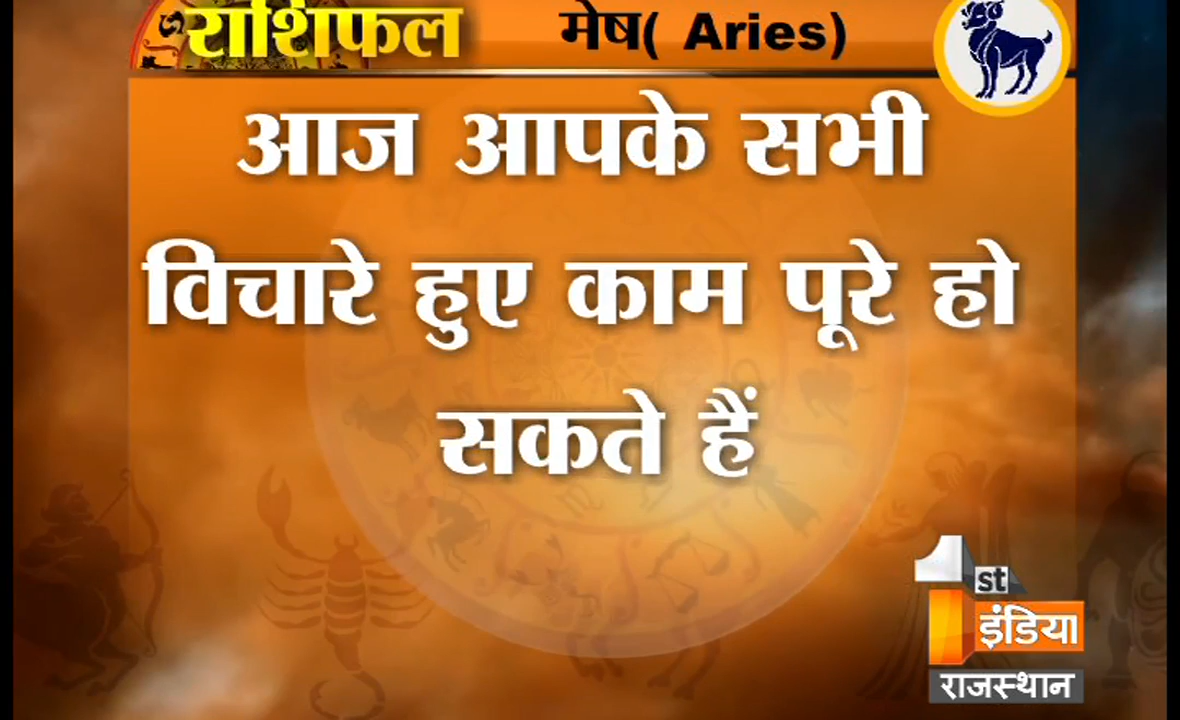 राशिफल
मेष( Aries)
आज आपके सभी
विचारे हुए काम पूरे हो
सकते हैं
1st
इंडिया
राजस्थान